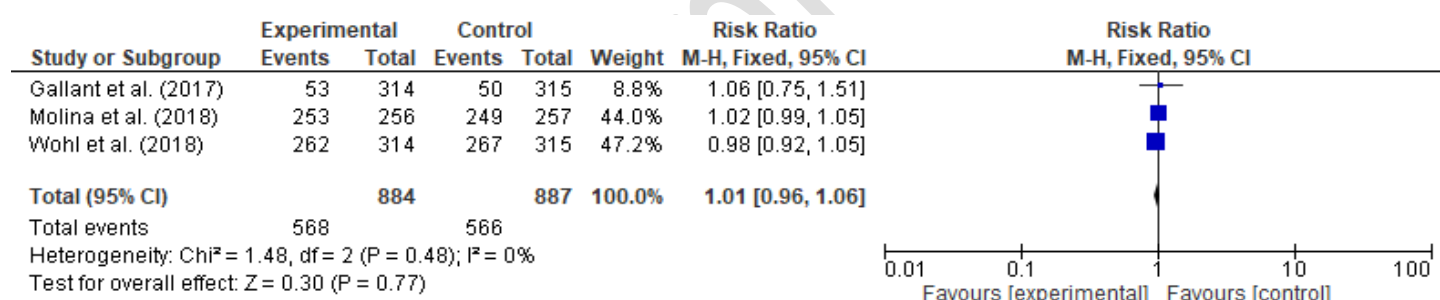 Experimental Control Risk Ratio Risk Ratio
Study or Subgroup Events Total Events Total Weight M-H, Fixed, 95% CI M-H, Fixed, 95% CI
Gallant et al. (2017) 53 314 50 315 8.8% 1.06 [0.75, 1.51]
Molina et al. (2018) 253 256 249 257 44.0% 1.02 [0.99, 1.05]
Wohl et al. (2018) 262 314 267 315 47.2% 0.98 [0.92, 1.05]
Total (95% CI) 884 887 100.0% 1.01 [0.96, 1.06]
Total events 568 566
Heterogeneity: Chi² = 1.48, df = 2 (P = 0.48); I² = 0%
Test for overall effect: Z = 0.30 (P = 0.77)
0.01 0.1 1 10 100
Favours [experimental] Favours [control]